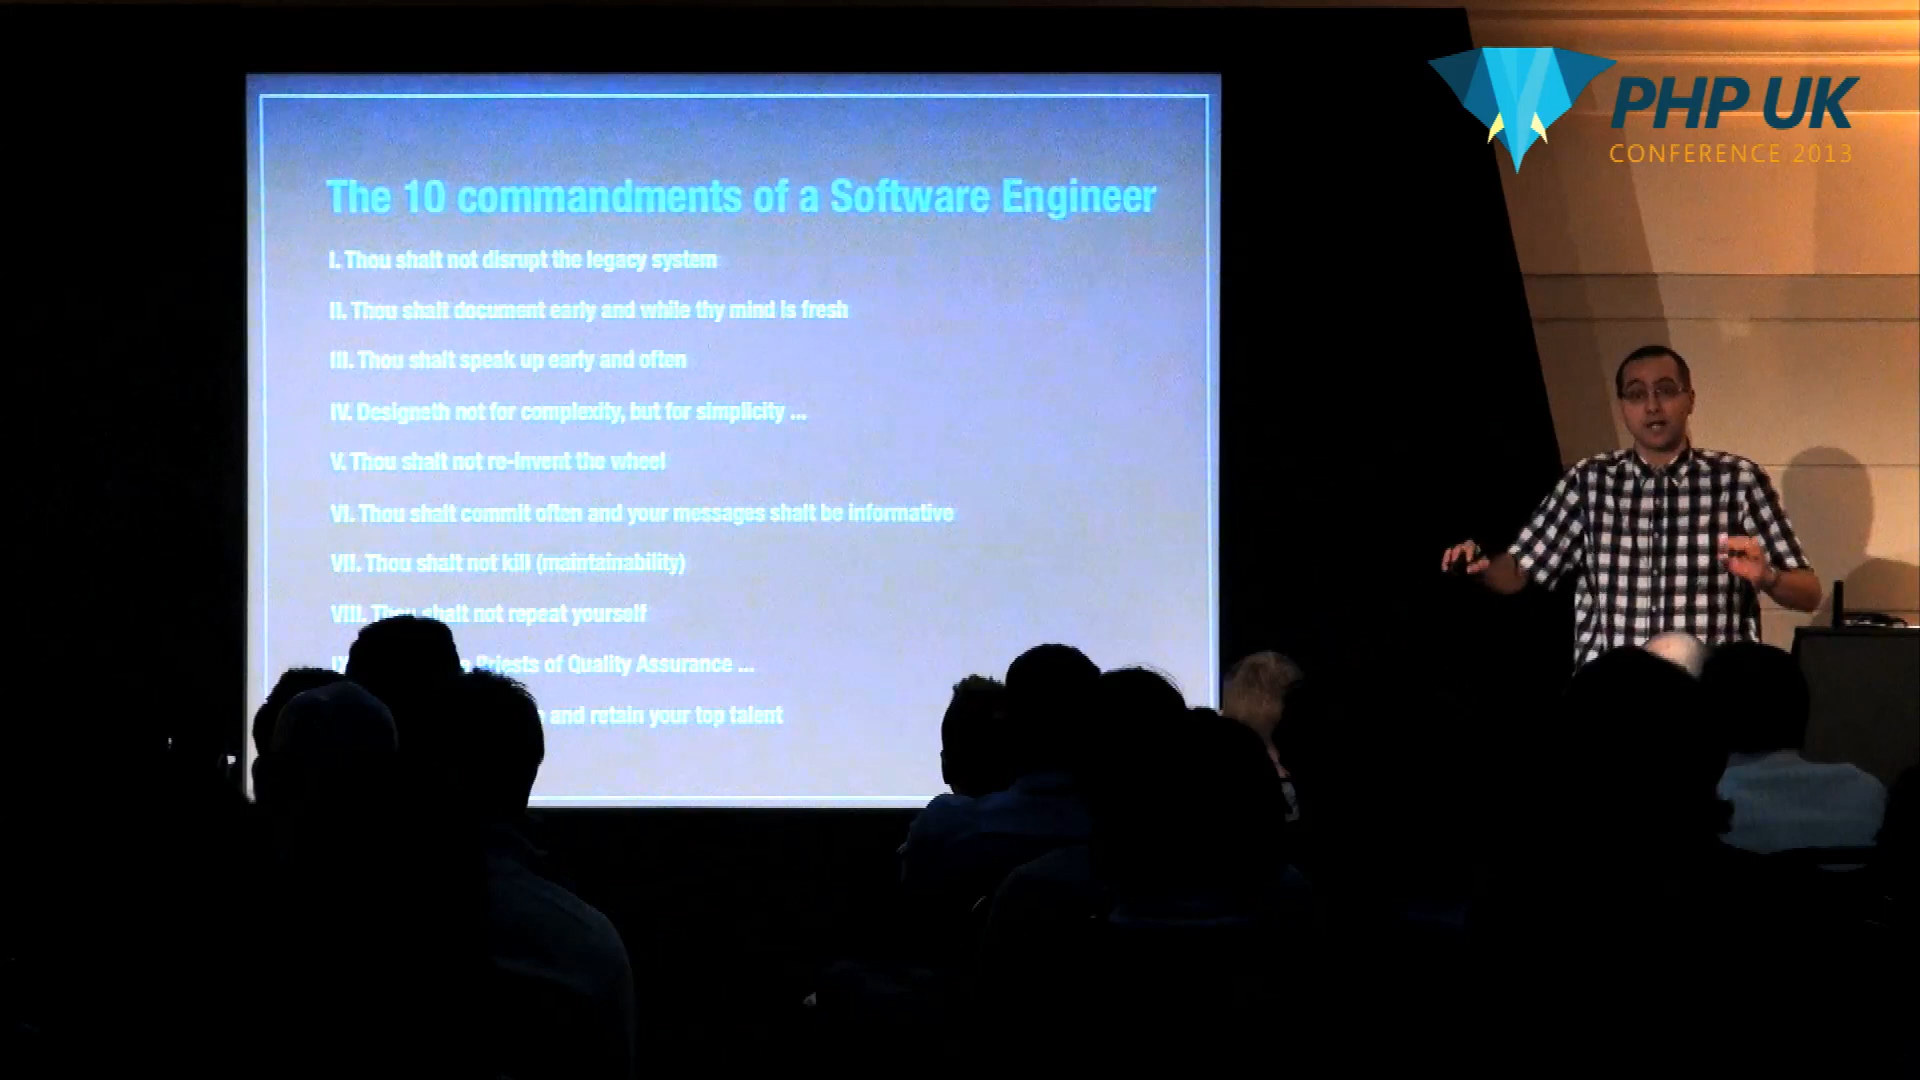 PHP UK
CONFERENCE 2013
The 10 commandments of a Software Engineer
I. Thou shalt not disrupt the legacy system
II. Thou shalt document early and while thy mind is fresh
III. Thou shalt speak up early and often
IV. Designeth not for complexity, but for simplicity ...
V. Thou shalt not re-invent the wheel
VI. Thou shalt commit often and your messages shalt be informative
VII. Thou shalt not kill (maintainability)
VIII. Thou shalt not repeat yourself
Priests of Quality Assurance ...
and retain your top talent